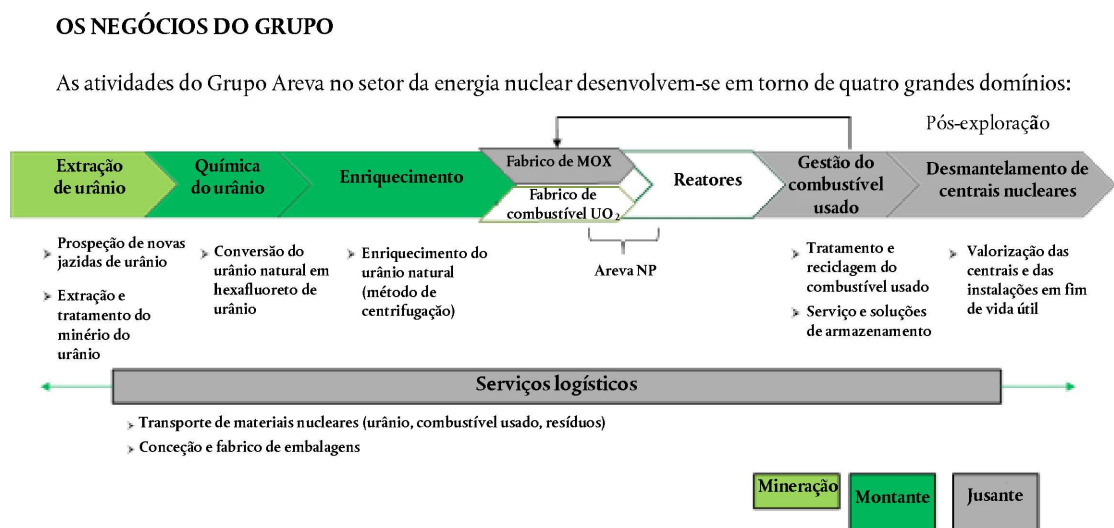 OS NEGÓCIOS DO GRUPO
As atividades do Grupo Areva no setor da energia nuclear desenvolvem-se em torno de quatro grandes domínios:
Pós-exploração
Extração
de urânio
Química
do urânio
Enriquecimento
Fabrico de MOX
Fabrico de
combustível UO₂
Reatores
Gestão do
combustível
usado
Desmantelamento de
centrais nucleares
Prospeção de novas
jazidas de urânio
Extração e
tratamento do
minério do
urânio
Conversão do
urânio natural em
hexafluoreto de
urânio
Enriquecimento do
urânio natural
(método de
centrifugação)
Areva NP
Tratamento e
reciclagem do
combustível usado
Serviço e soluções
de armazenamento
Valorização das
centrais e das
instalações em fim
de vida útil
Serviços logísticos
Transporte de materiais nucleares (urânio, combustível usado, resíduos)
Conceção e fabrico de embalagens
Mineração
Montante
Jusante